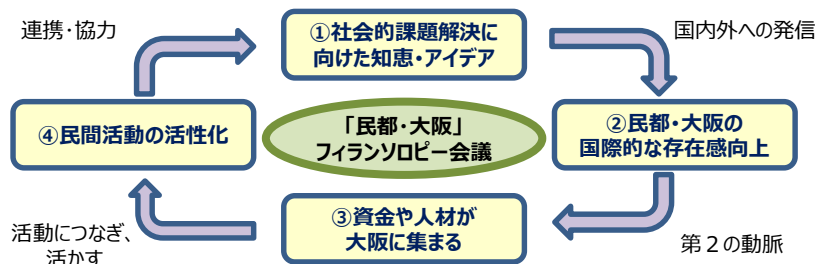 連携・協力
①社会的課題解決に
向けた知恵・アイデア
国内外への発信
④民間活動の活性化
「民都・大阪」
フィランソロピー会議
②民都・大阪の
国際的な存在感向上
③資金や人材が
大阪に集まる
活動につなぎ、
活かす
第２の動脈